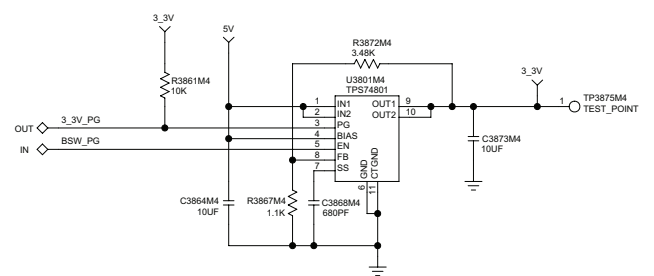 3_3V
5V
R3872M4
3.48K
R3861M4
10K
U3801M4
TPS74801
3_3V
1 IN1 OUT1 9
2 IN2 OUT2 10
1 TP3875M4
TEST_POINT
OUT 3_3V_PG 3 PG
4 BIAS
IN BSW_PG 5 EN
8 FB
7 SS
GND
CTGND
6
11
C3873M4
10UF
C3864M4
10UF
R3867M4
1.1K
C3868M4
680PF